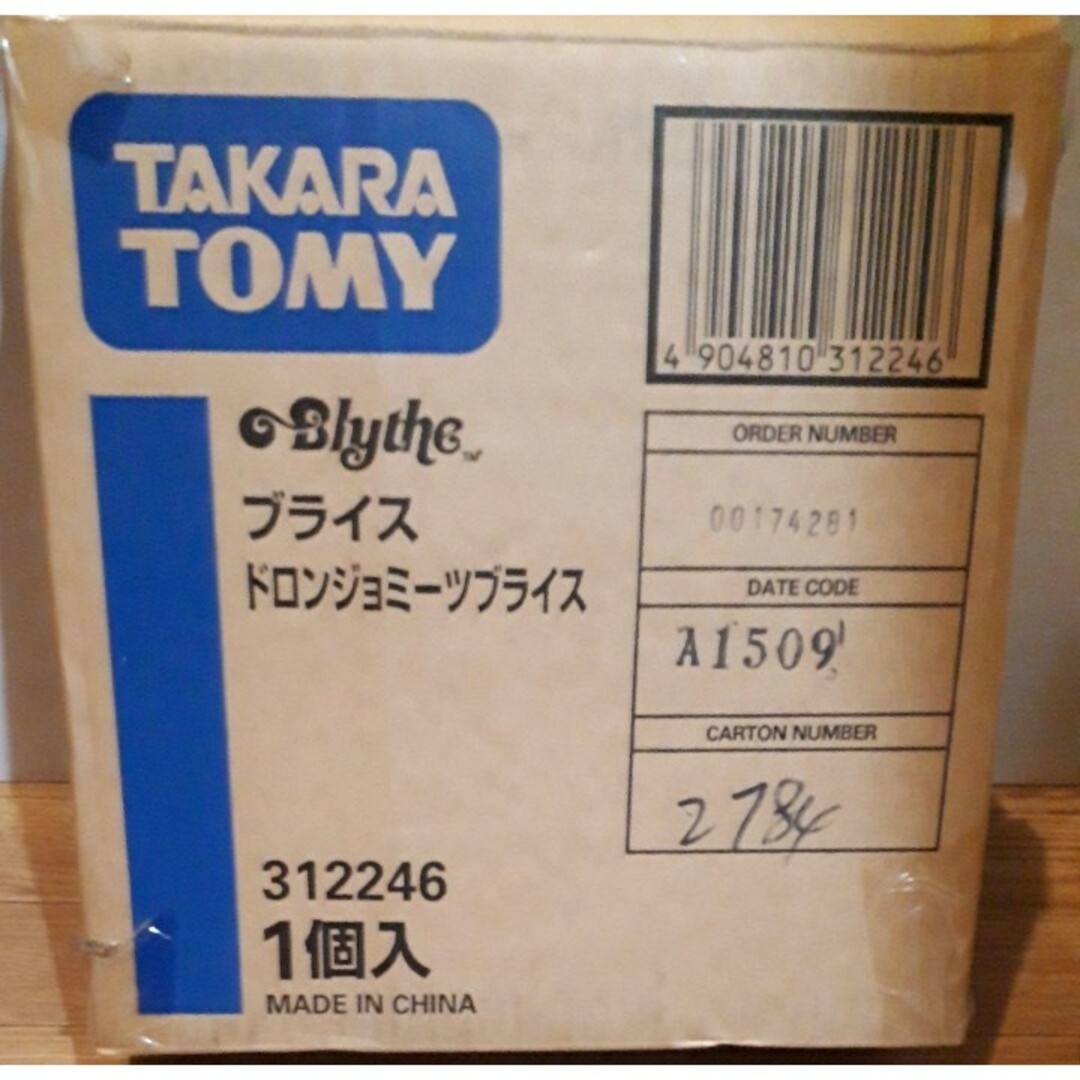 TAKARA
TOMY
Blythe™
ブライス
ドロンジョミーツブライス
312246
1個入
MADE IN CHINA
4 904810 312246
ORDER NUMBER
00174281
DATE CODE
A1509
CARTON NUMBER
2784